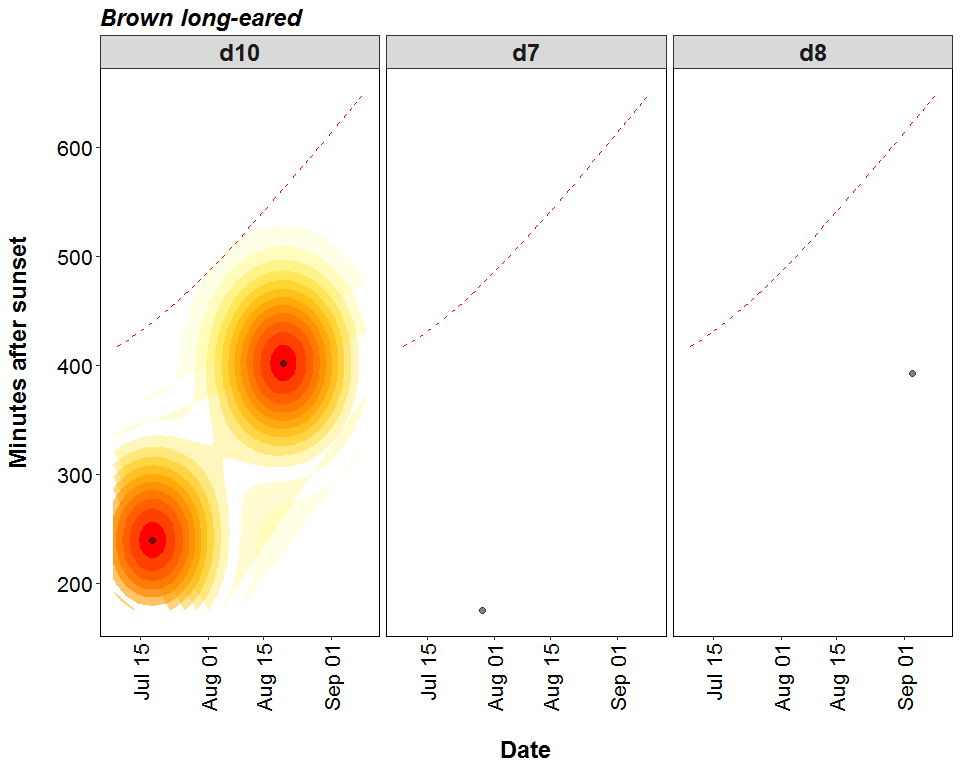 Brown long-eared
d10 d7 d8
Minutes after sunset
600
500
400
300
200
Jul 15 Aug 01 Aug 15 Sep 01 Jul 15 Aug 01 Aug 15 Sep 01 Jul 15 Aug 01 Aug 15 Sep 01
Date